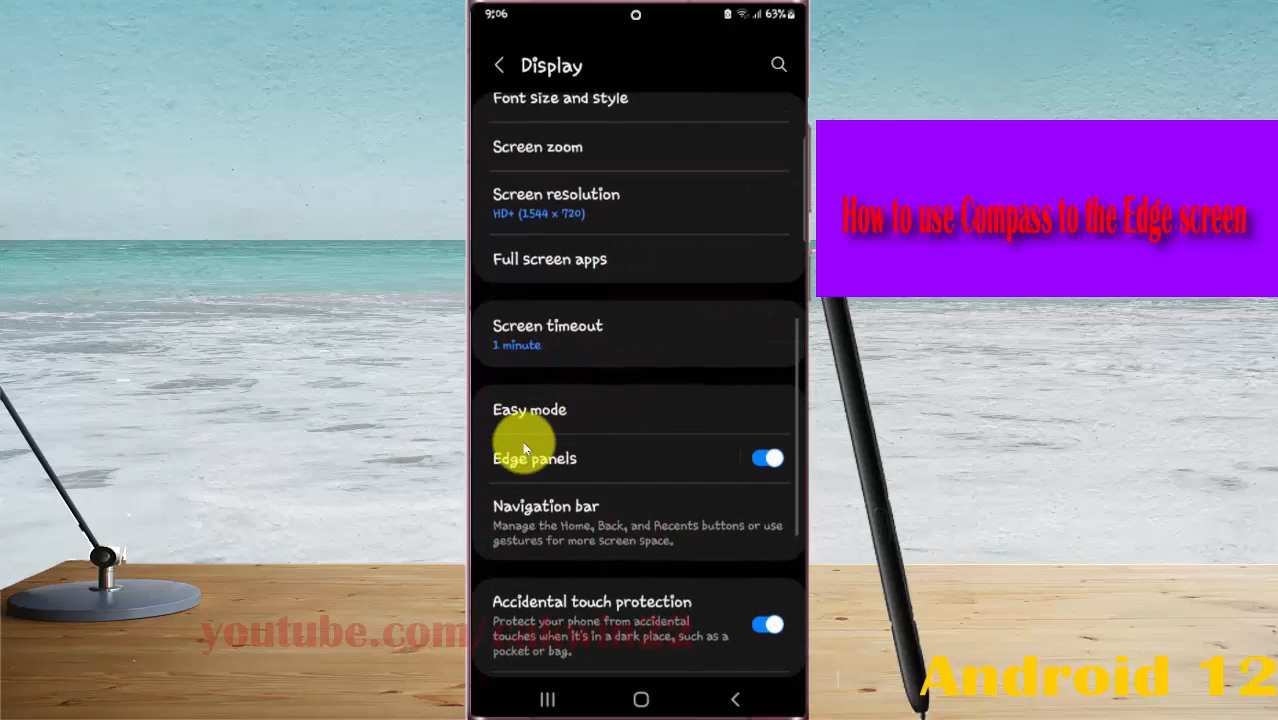 9:06
63%
Display
Font size and style
Screen zoom
Screen resolution
HD+ (1544 x 720)
Full screen apps
Screen timeout
1 minute
Easy mode
Edge panels
Navigation bar
Manage the Home, Back, and Recents buttons or use
gestures for more screen space.
Accidental touch protection
Protect your phone from accidental
touches when it's in a dark place, such as a
pocket or bag.
How to use Compass to the Edge screen
youtube.com/
Android 12